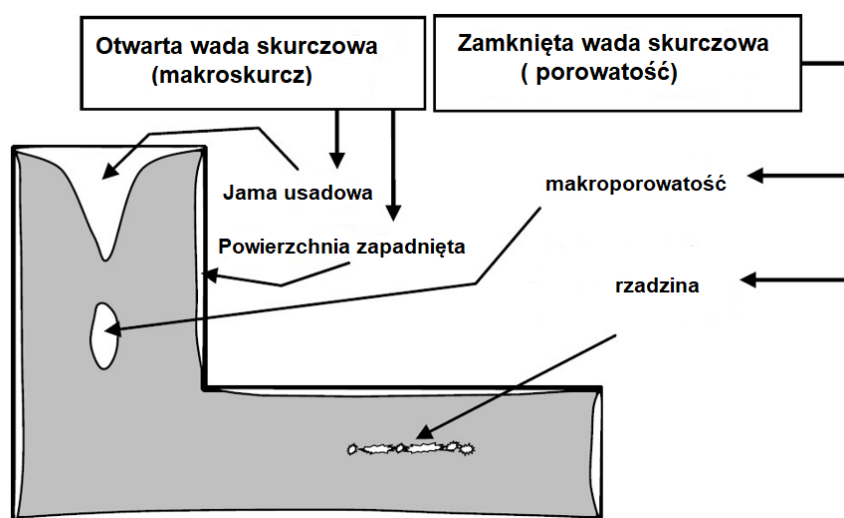 Otwarta wada skurczowa
(makroskurcz)
Zamknięta wada skurczowa
( porowatość)
Jama usadowa
makroporowatość
Powierzchnia zapadnięta
rzadzina